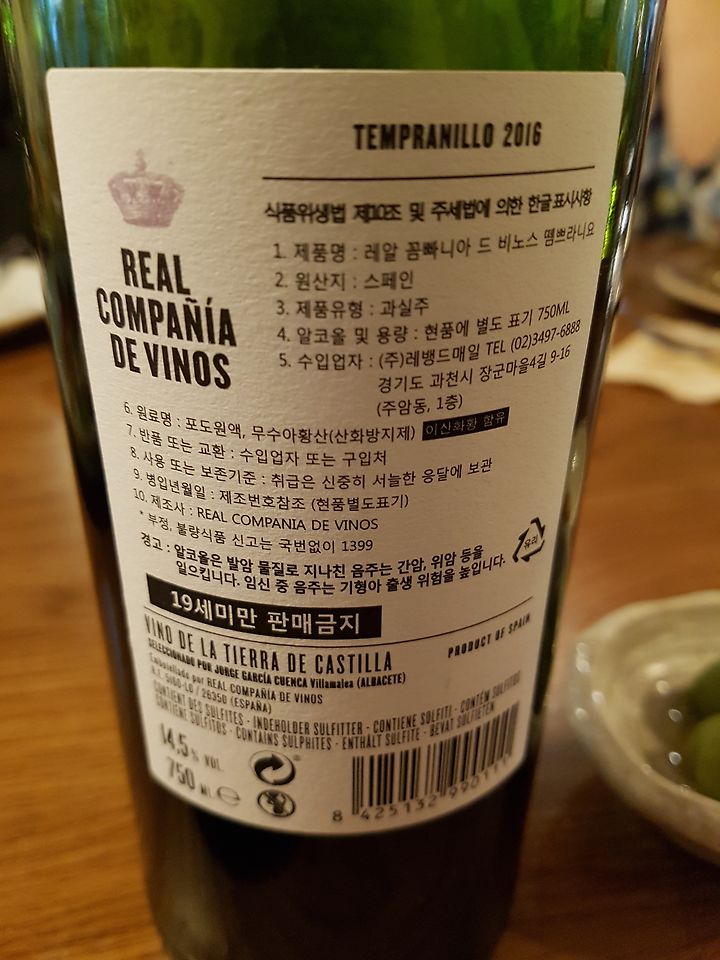 TEMPRANILLO 2016
식품위생법 제10조 및 주세법에 의한 한글표시사항
1. 제품명 : 레알 꼼빠니아 드 비노스 뗌쁘라니요
2. 원산지 : 스페인
3. 제품유형 : 과실주
4. 알코올 및 용량 : 현품에 별도 표기 750ML
5. 수입업자 : (주)레뱅드매일 TEL (02)3497-6888
경기도 과천시 장군마을4길 9-16
(주암동, 1층)
REAL
COMPAÑÍA
DE VINOS
6. 원료명 : 포도원액, 무수아황산(산화방지제) 이산화황 함유
7. 반품 또는 교환 : 수입업자 또는 구입처
8. 사용 또는 보존기준 : 취급은 신중히 서늘한 응달에 보관
9. 병입년월일 : 제조번호참조 (현품별도표기)
10. 제조사 : REAL COMPANIA DE VINOS
* 부정, 불량식품 신고는 국번없이 1399
경고 : 알코올은 발암 물질로 지나친 음주는 간암, 위암 등을
일으킵니다. 임신 중 음주는 기형아 출생 위험을 높입니다.
유리
19세미만 판매금지
VINO DE LA TIERRA DE CASTILLA
PRODUCT OF SPAIN
SELECCIONADO POR JORGE GARCÍA CUENCA Villamalea (ALBACETE)
Embotellado por REAL COMPAÑÍA DE VINOS
/ 26350 (ESPAÑA)
CONTIENT DES SULFITES - INDEHOLDER SULFITTER - CONTIENE SULFITI - CONTÉM SULFITOS
CONTIENE SULFITOS - CONTAINS SULPHITES - ENTHÄLT SULFITE - BEVAT SULFIETEN
14,5% VOL.
750 ML e
8 425132 990111